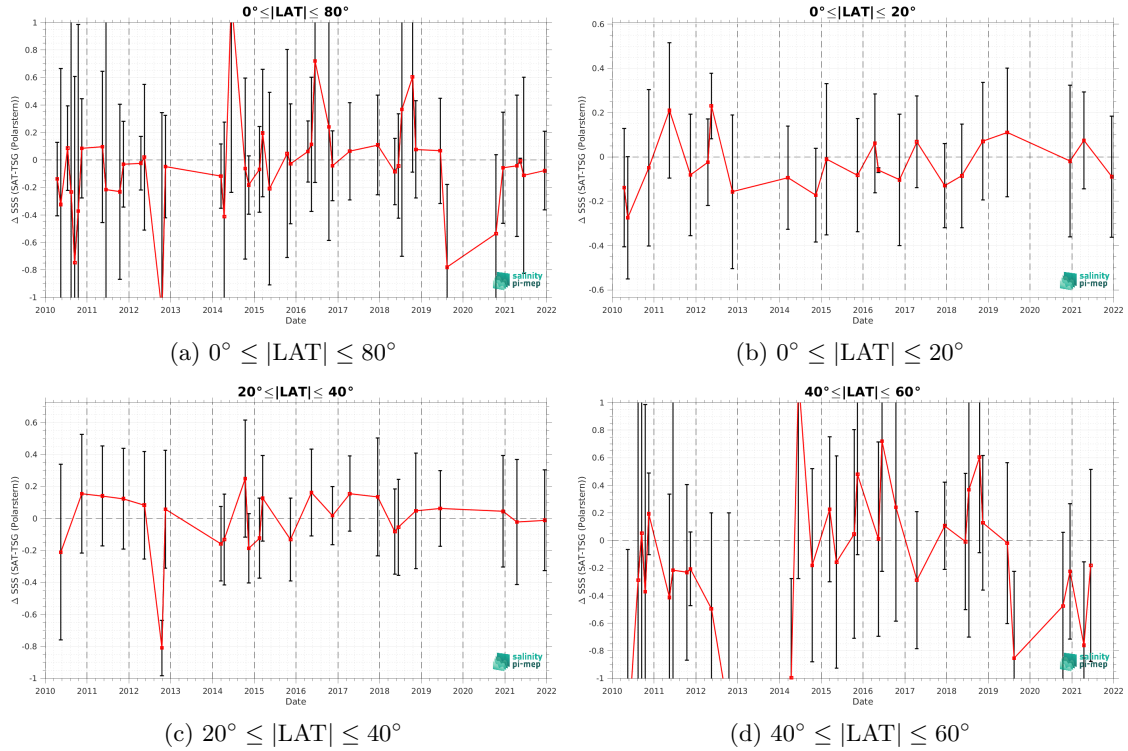 0°≤|LAT|≤ 80°
1
0.8
0.6
0.4
0.2
0
-0.2
-0.4
-0.6
-0.8
-1
Δ SSS (SAT-TSG (Polarstern))
2010 2011 2012 2013 2014 2015 2016 2017 2018 2019 2020 2021 2022
Date
salinity
pi-mep
(a) 0° ≤ |LAT| ≤ 80°
0°≤|LAT|≤ 20°
0.6
0.4
0.2
0
-0.2
-0.4
-0.6
Δ SSS (SAT-TSG (Polarstern))
2010 2011 2012 2013 2014 2015 2016 2017 2018 2019 2020 2021 2022
Date
salinity
pi-mep
(b) 0° ≤ |LAT| ≤ 20°
20°≤|LAT|≤ 40°
0.6
0.4
0.2
0
-0.2
-0.4
-0.6
-0.8
-1
Δ SSS (SAT-TSG (Polarstern))
2010 2011 2012 2013 2014 2015 2016 2017 2018 2019 2020 2021 2022
Date
salinity
pi-mep
(c) 20° ≤ |LAT| ≤ 40°
40°≤|LAT|≤ 60°
1
0.8
0.6
0.4
0.2
0
-0.2
-0.4
-0.6
-0.8
-1
Δ SSS (SAT-TSG (Polarstern))
2010 2011 2012 2013 2014 2015 2016 2017 2018 2019 2020 2021 2022
Date
salinity
pi-mep
(d) 40° ≤ |LAT| ≤ 60°